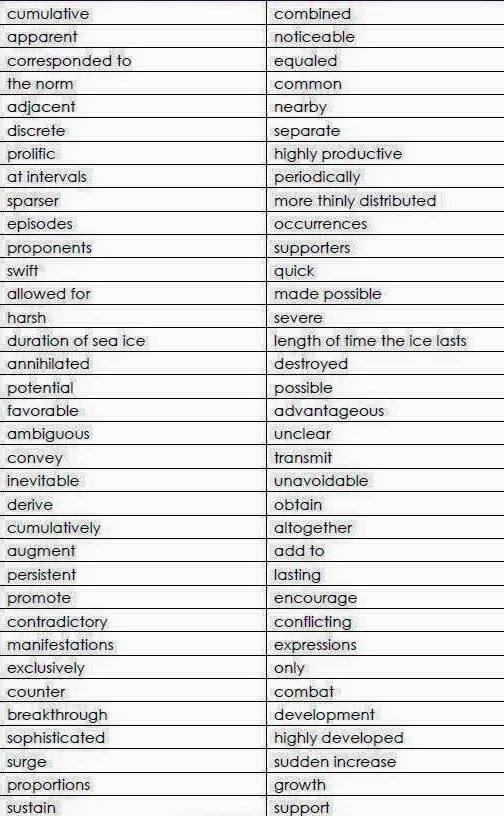 cumulative combined
apparent noticeable
corresponded to equaled
the norm common
adjacent nearby
discrete separate
prolific highly productive
at intervals periodically
sparser more thinly distributed
episodes occurrences
proponents supporters
swift quick
allowed for made possible
harsh severe
duration of sea ice length of time the ice lasts
annihilated destroyed
potential possible
favorable advantageous
ambiguous unclear
convey transmit
inevitable unavoidable
derive obtain
cumulatively altogether
augment add to
persistent lasting
promote encourage
contradictory conflicting
manifestations expressions
exclusively only
counter combat
breakthrough development
sophisticated highly developed
surge sudden increase
proportions growth
sustain support